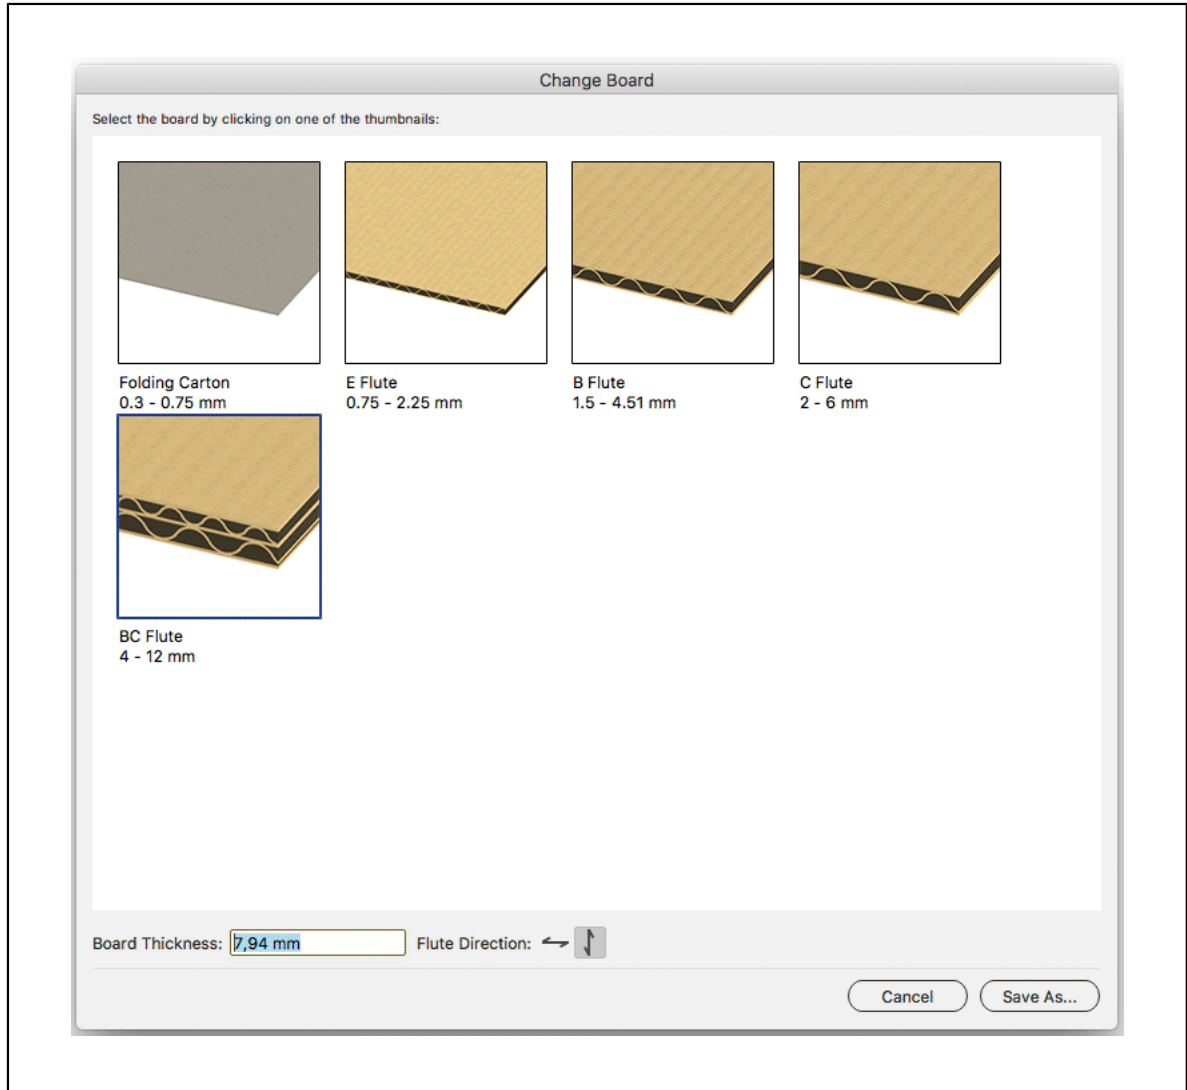 Change Board
Select the board by clicking on one of the thumbnails:
Folding Carton
0.3 - 0.75 mm
E Flute
0.75 - 2.25 mm
B Flute
1.5 - 4.51 mm
C Flute
2 - 6 mm
BC Flute
4 - 12 mm
Board Thickness: 7,94 mm Flute Direction:
Cancel Save As...